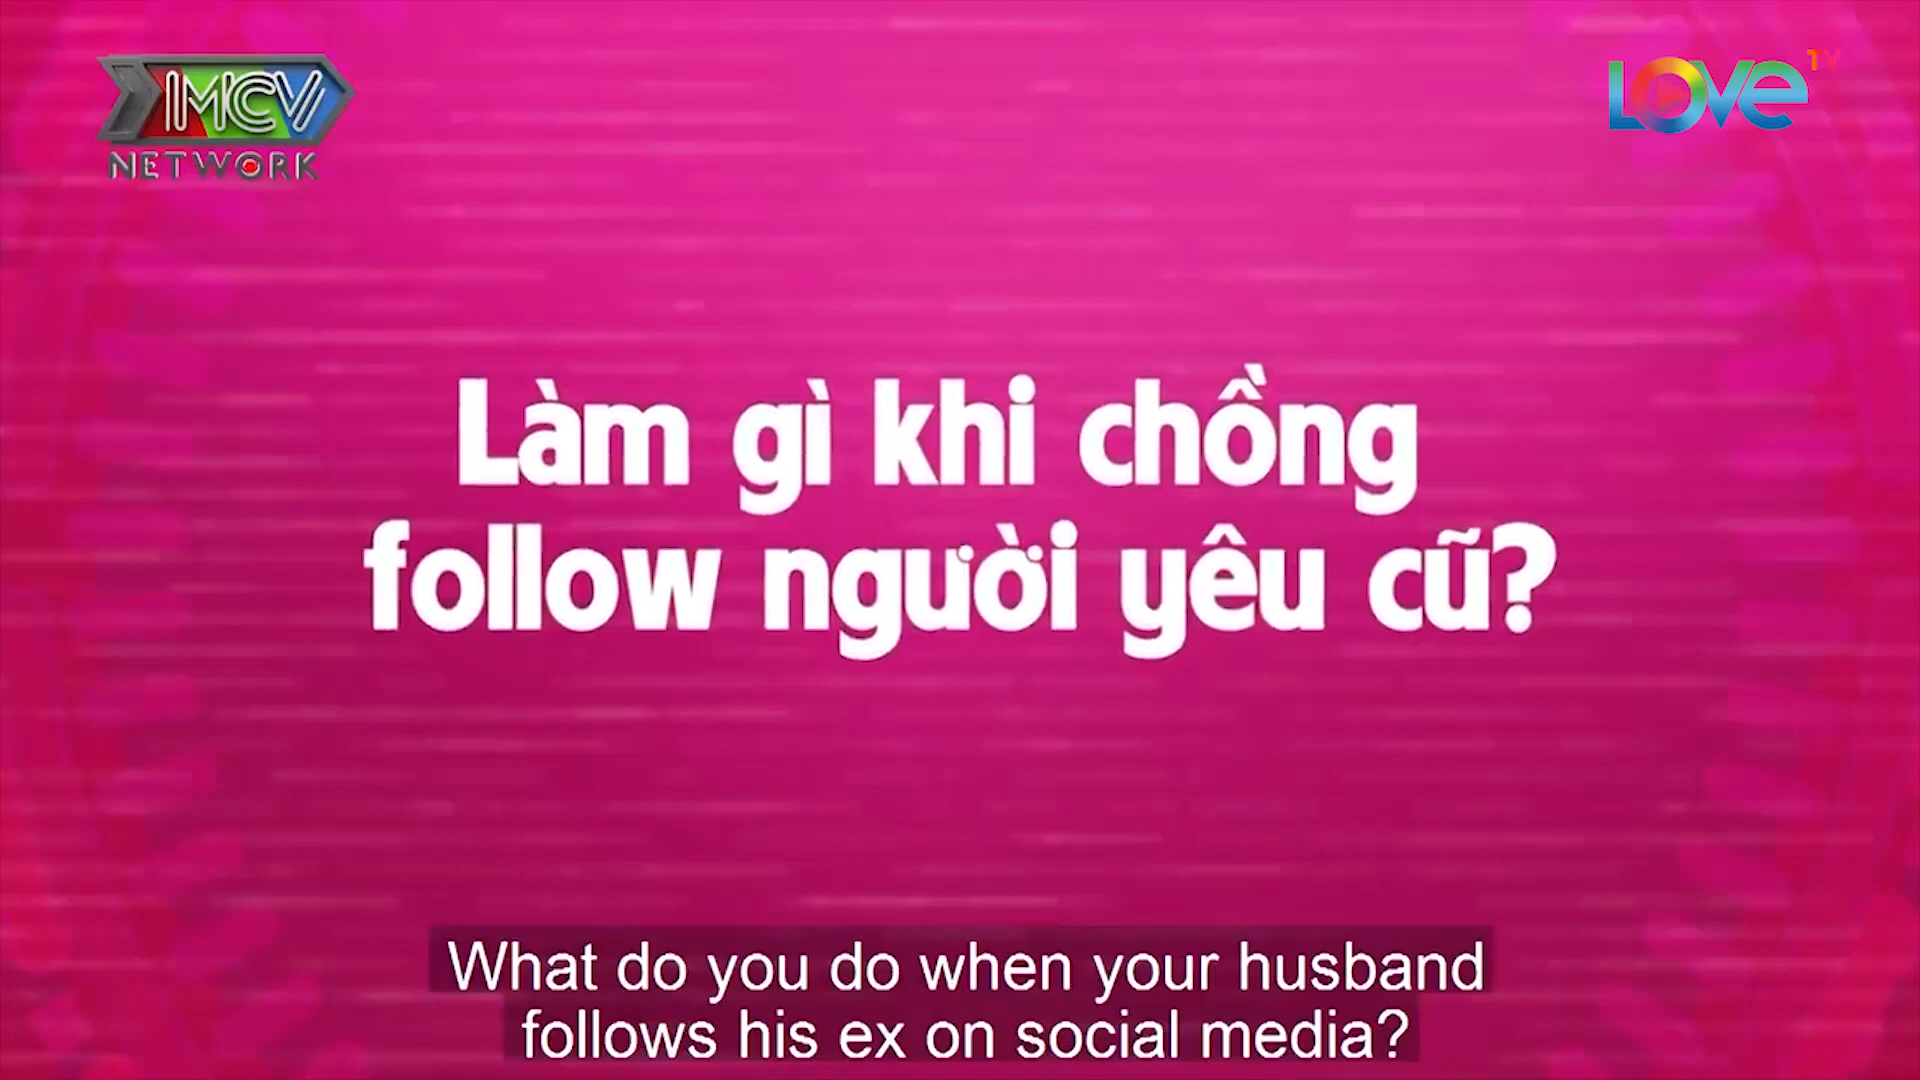 MCV
NETWORK
LOVE TV
Làm gì khi chồng
follow người yêu cũ?
What do you do when your husband
follows his ex on social media?